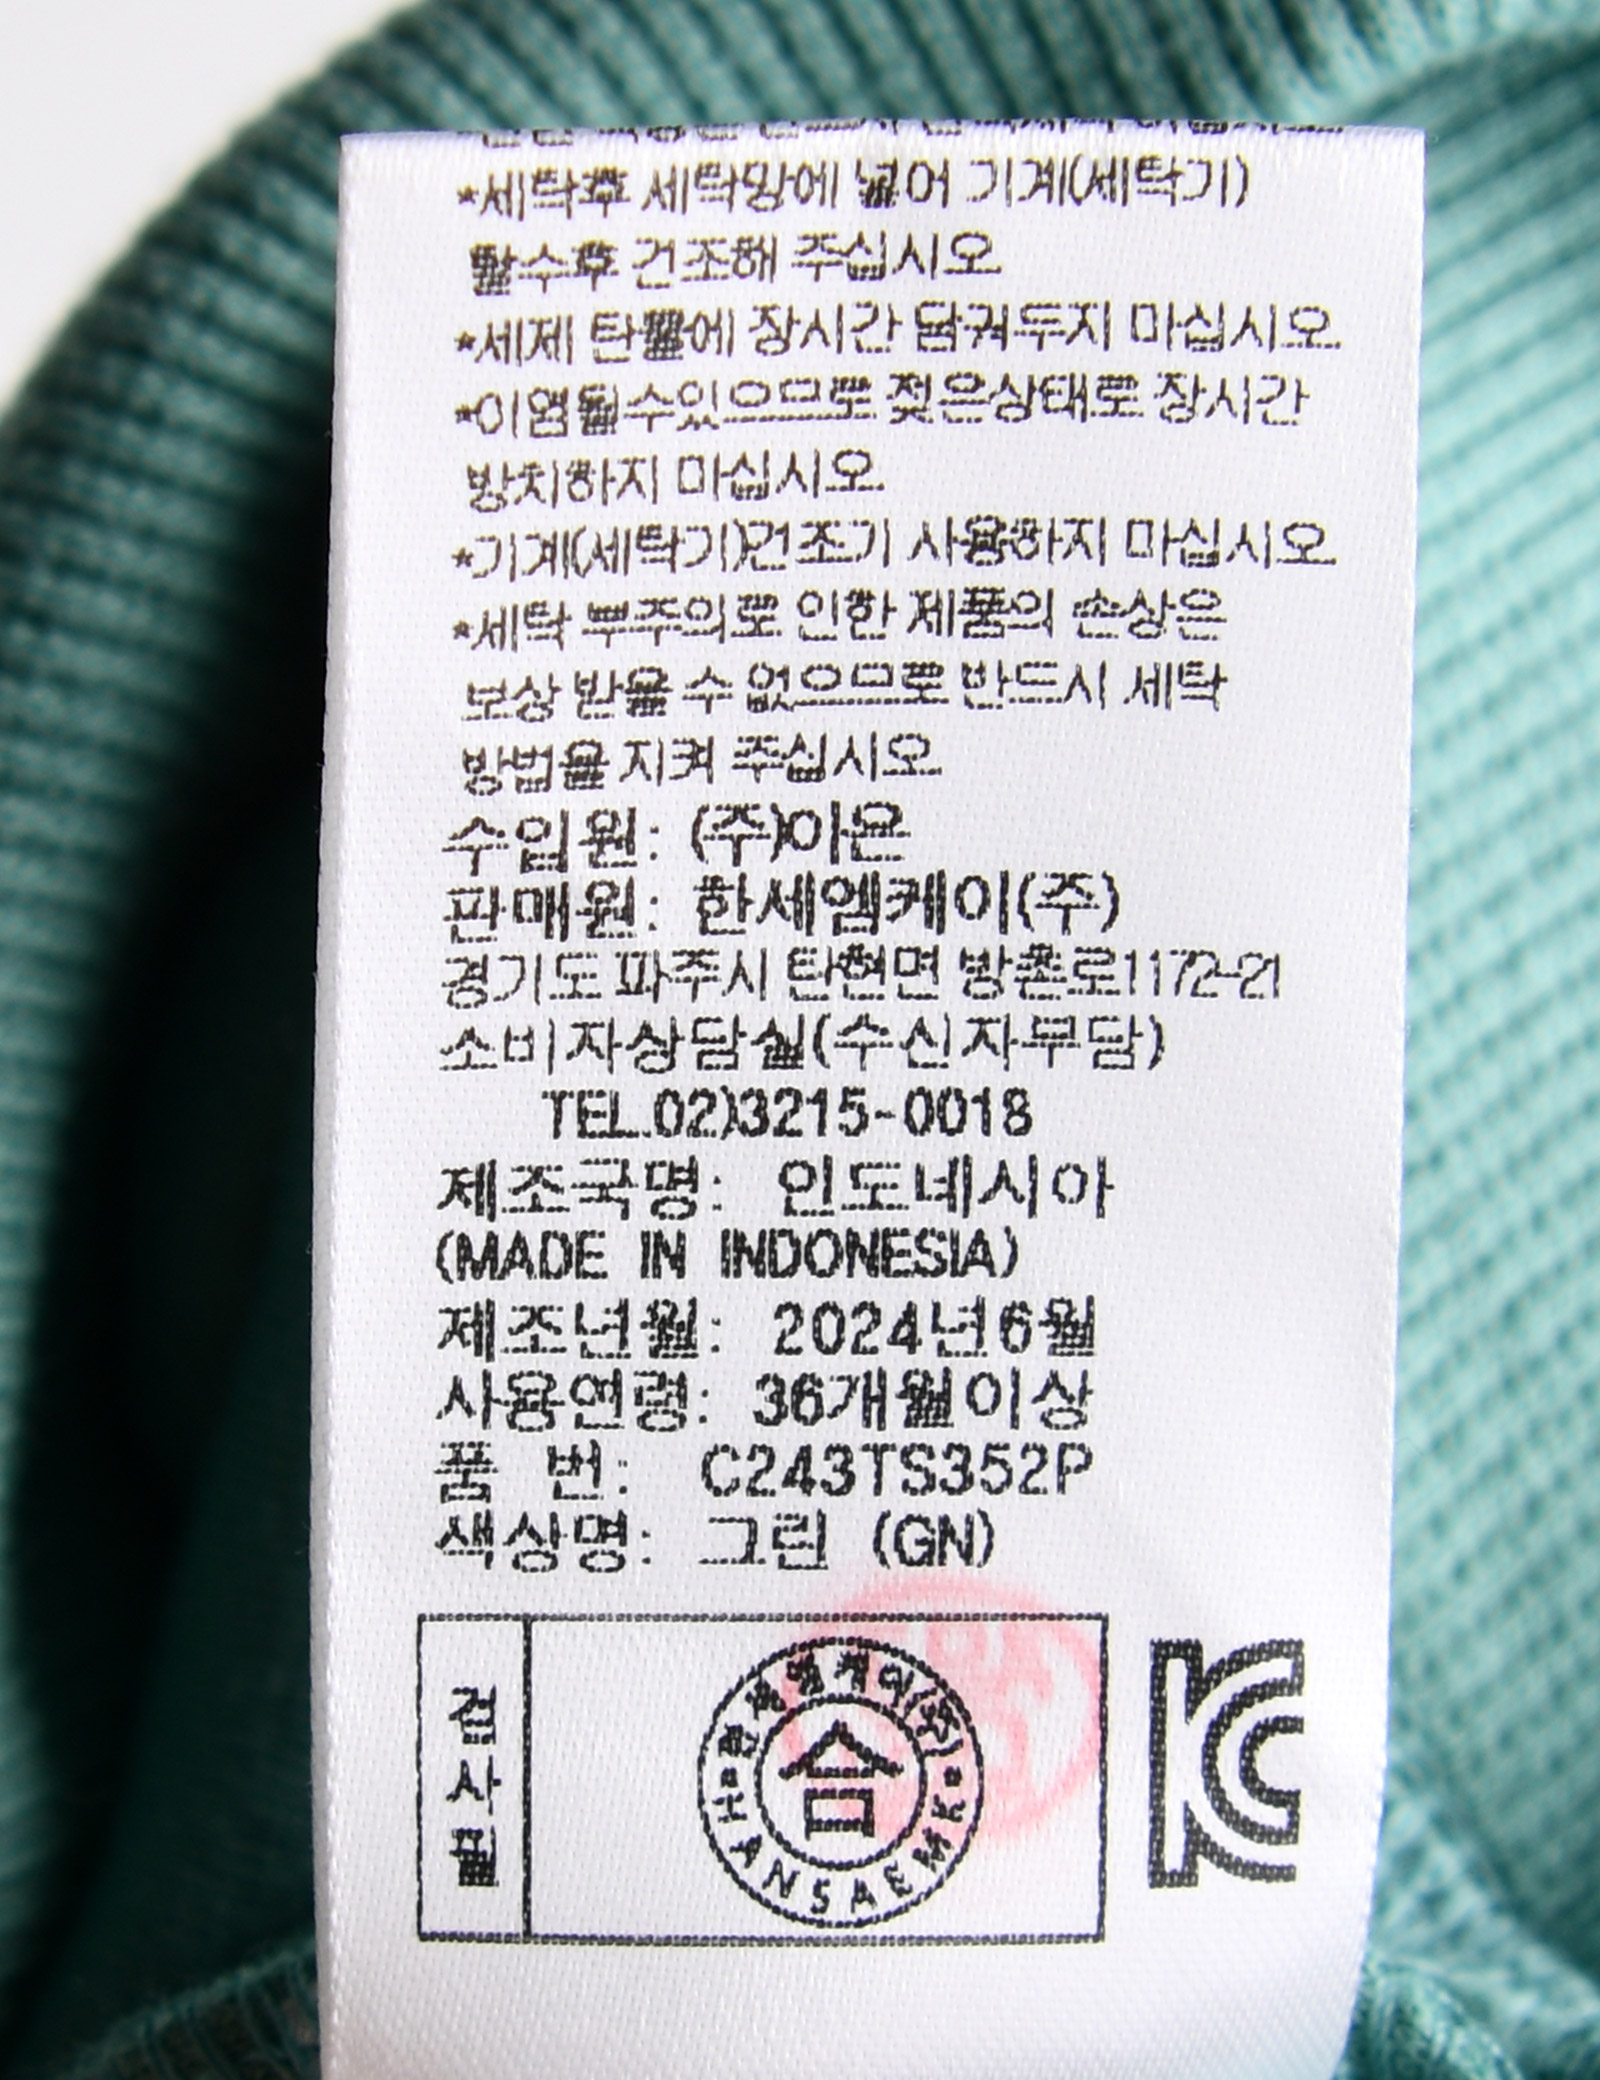 *세탁후 세탁망에 넣어 기계(세탁기)
탈수후 건조해 주십시오
*세제 탄물에 장시간 담궈두지 마십시오
*이염될수있으므로 젖은상태로 장시간
방치하지 마십시오
*기계(세탁기)건조기 사용하지 마십시오
*세탁 부주의로 인한 제품의 손상은
보상 받을 수 없으므로 반드시 세탁
방법을 지켜 주십시오
수입원: (주)이온
판매원: 한세엠케이(주)
경기도 파주시 탄현면 방촌로1172-21
소비자상담실(수신자부담)
TEL.02)3215-0018
제조국명: 인도네시아
(MADE IN INDONESIA)
제조년월: 2024년6월
사용연령: 36개월이상
품 번: C243TS352P
색상명: 그린 (GN)
검사필
한세엠케이(주)
合
HANSAEMK
KC